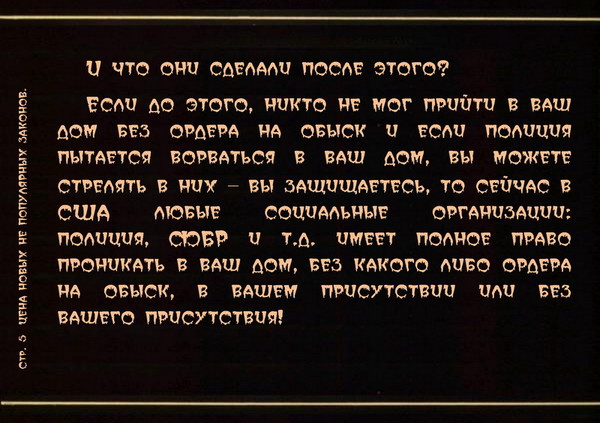 И что они сделали после этого?
Если до этого, никто не мог прийти в ваш
дом без ордера на обыск и если полиция
пытается ворваться в ваш дом, вы можете
стрелять в них – вы защищаетесь, то сейчас в
США любые социальные организации:
полиция, СЮБР и т.д. имеет полное право
проникать в ваш дом, без какого либо ордера
на обыск, в вашем присутствии или без
вашего присутствия!
стр. 5 Цена новых не популярных законов.